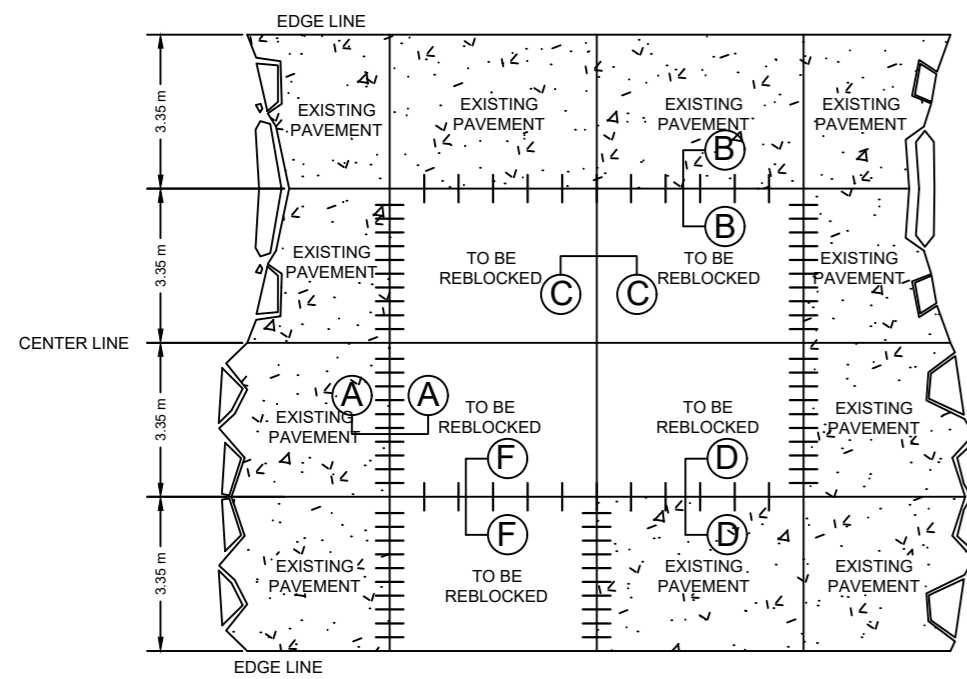 EDGE LINE
3.35 m
EXISTING
PAVEMENT
EXISTING
PAVEMENT
EXISTING
PAVEMENT
EXISTING
PAVEMENT
B
B
3.35 m
EXISTING
PAVEMENT
TO BE
REBLOCKED
TO BE
REBLOCKED
EXISTING
PAVEMENT
C
C
CENTER LINE
3.35 m
A
A
EXISTING
PAVEMENT
TO BE
REBLOCKED
TO BE
REBLOCKED
EXISTING
PAVEMENT
F
D
F
D
3.35 m
EXISTING
PAVEMENT
TO BE
REBLOCKED
EXISTING
PAVEMENT
EXISTING
PAVEMENT
EDGE LINE